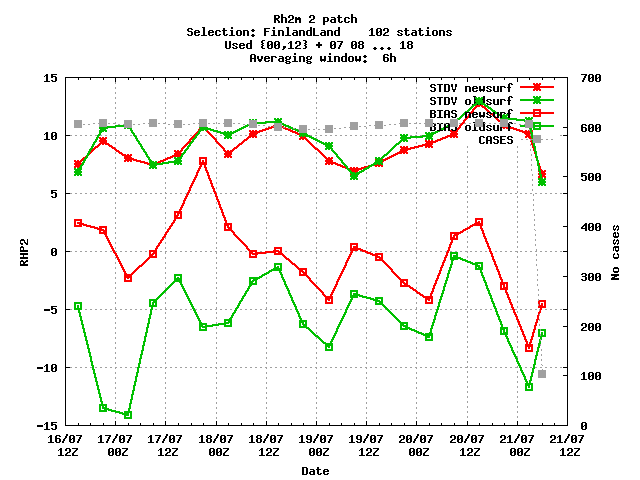 Rh2m 2 patch
Selection: FinlandLand    102 stations
Used {00,12} + 07 08 ... 18
Averaging window:  6h
STDV newsurf
STDV oldsurf
BIAS newsurf
BIAS oldsurf
CASES
15
10
5
0
-5
-10
-15
RHP2
700
600
500
400
300
200
100
0
No cases
16/07 17/07 17/07 18/07 18/07 19/07 19/07 20/07 20/07 21/07 21/07
12Z 00Z 12Z 00Z 12Z 00Z 12Z 00Z 12Z 00Z 12Z
Date